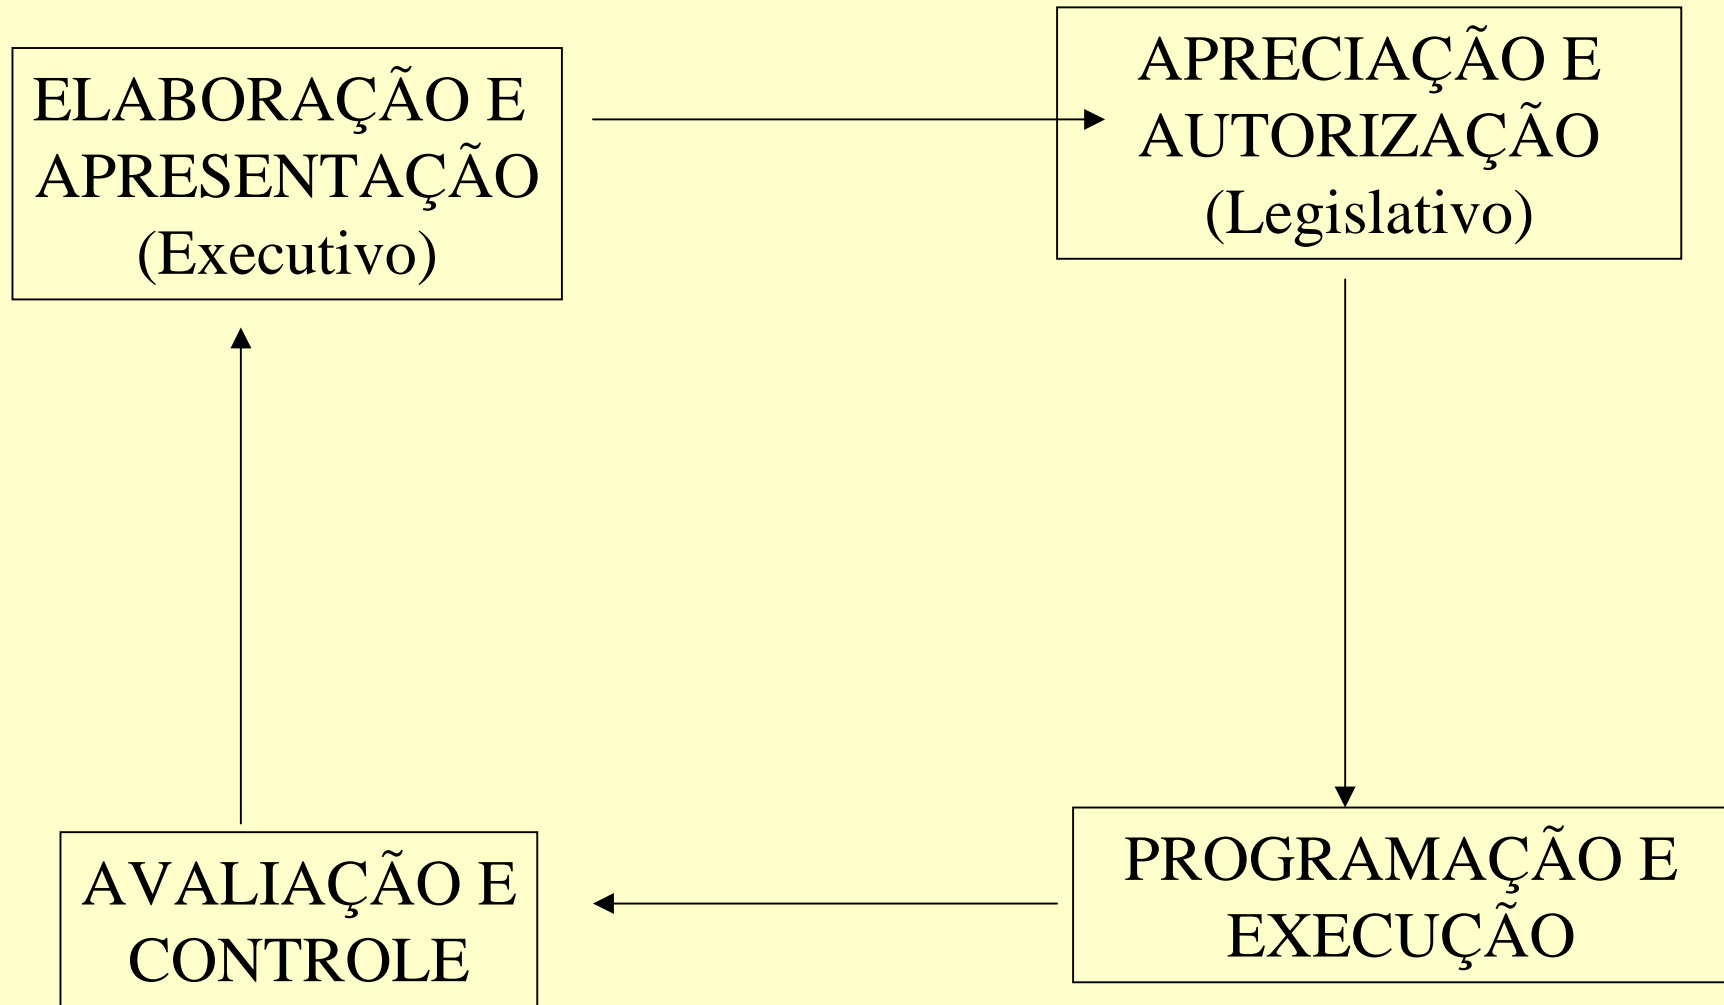 ELABORAÇÃO E
APRESENTAÇÃO
(Executivo)
APRECIAÇÃO E
AUTORIZAÇÃO
(Legislativo)
PROGRAMAÇÃO E
EXECUÇÃO
AVALIAÇÃO E
CONTROLE